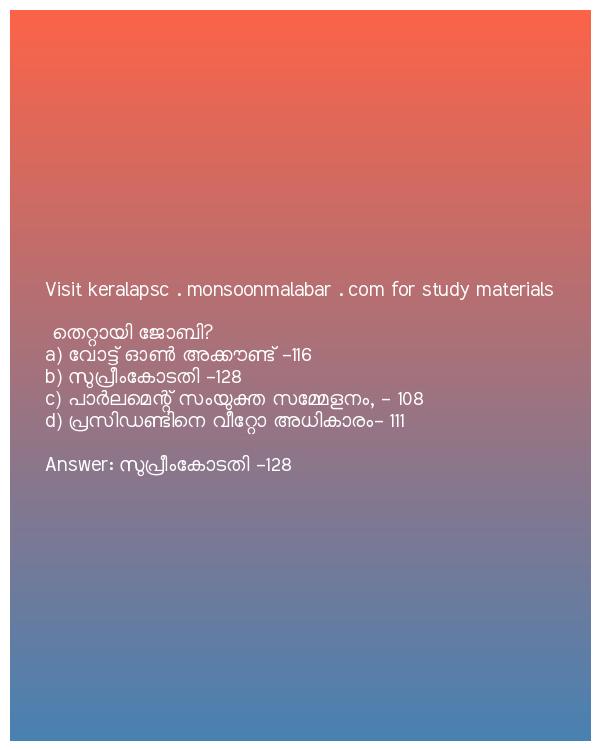 Visit keralapsc . monsoonmalabar . com for study materials
തെറ്റായി ജോബി?
a) വോട്ട് ഓൺ അക്കൗണ്ട് -116
b) സുപ്രീംകോടതി -128
c) പാർലമെന്റ് സംയുക്ത സമ്മേളനം, - 108
d) പ്രസിഡണ്ടിനെ വീറ്റോ അധികാരം- 111
Answer: സുപ്രീംകോടതി -128